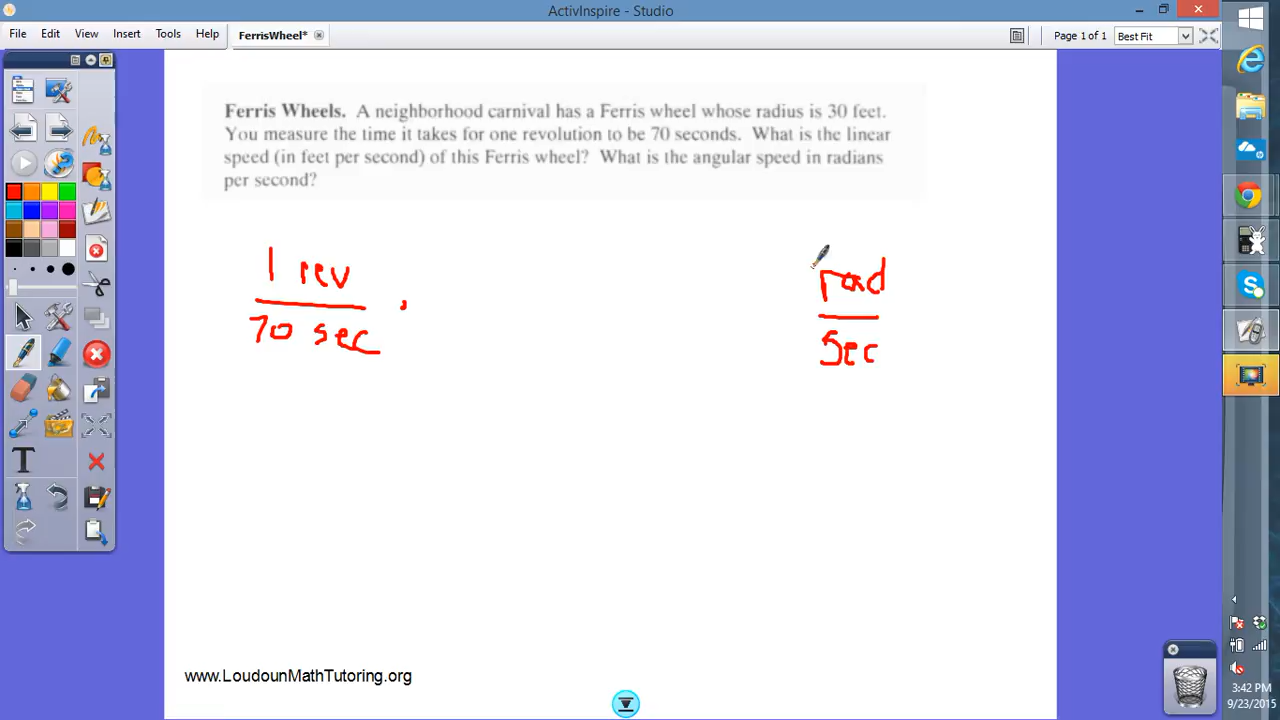 ActivInspire - Studio
File Edit View Insert Tools Help
FerrisWheel*
Page 1 of 1
Best Fit
Ferris Wheels. A neighborhood carnival has a Ferris wheel whose radius is 30 feet.
You measure the time it takes for one revolution to be 70 seconds. What is the linear
speed (in feet per second) of this Ferris wheel? What is the angular speed in radians
per second?
1 rev
70 sec
rad
sec
www.LoudounMathTutoring.org
3:42 PM
9/23/2015